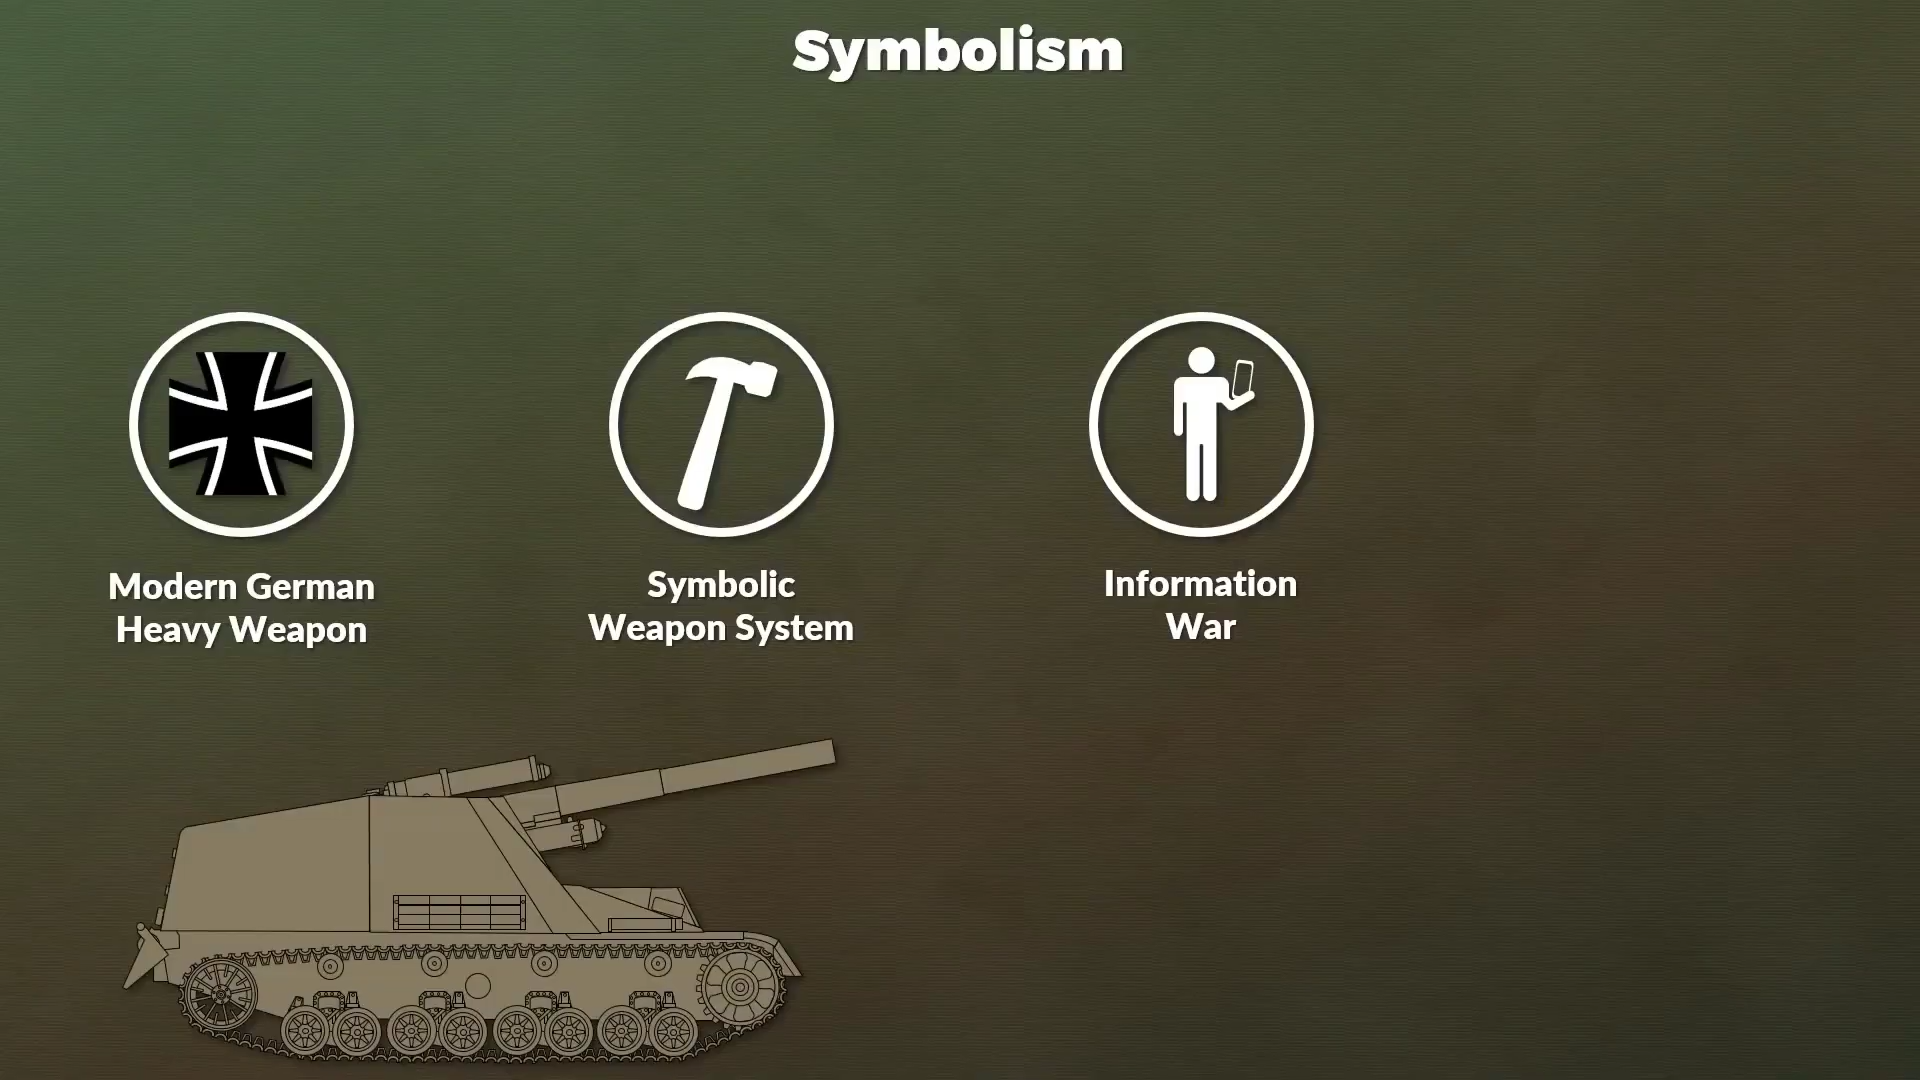 Symbolism
Modern German
Heavy Weapon
Symbolic
Weapon System
Information
War